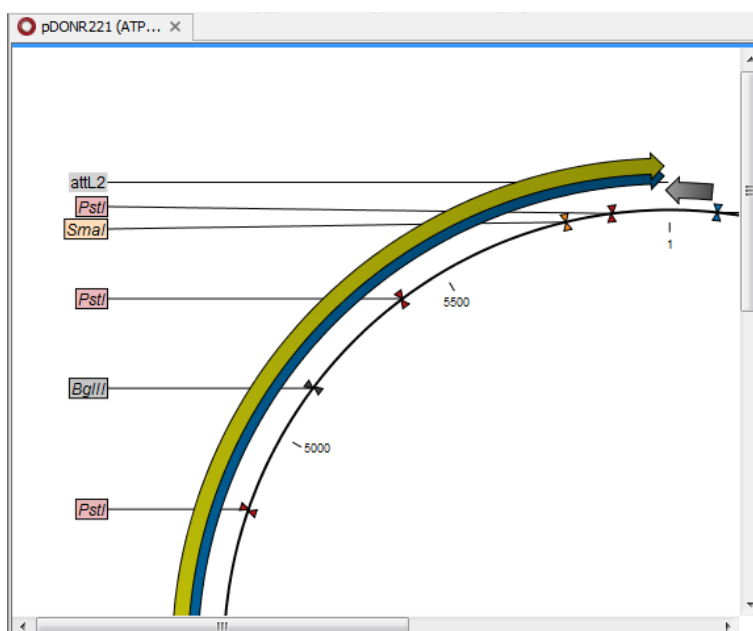 pDONR221 (ATP...
attL2
PstI
SmaI
1
PstI
5500
BglII
5000
PstI